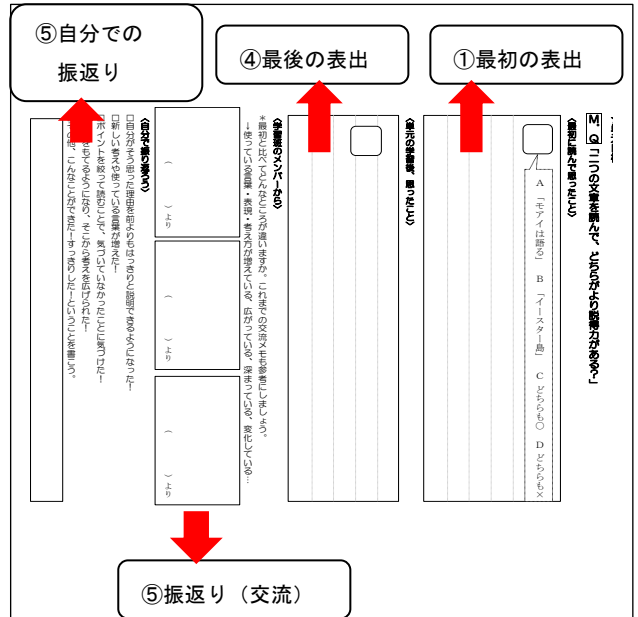 ⑤自分での
振返り
④最後の表出
①最初の表出
M.Q「二つの文章を読んで、どちらがより説得力がある?」
〈最初に読んで思ったこと〉
A 「モアイは語る」 B 「イースター島」 C どちらも〇 D どちらも×
〈単元の学習後、思ったこと〉
〈学習班のメンバーから〉
*最初と比べてどんなところが違いますか。これまでの交流メモも参考にしましょう。
→使っている言葉・表現・考え方が増えている、広がっている、深まっている、変化している…
( )より
( )より
( )より
〈自分で振り返ろう〉
□自分がそう思った理由を前よりもはっきりと説明できるようになった!
□新しい考えや使っている言葉が増えた!
□ポイントを絞って読むことで、気づいていなかったことに気づけた!
をもてるようになり、そこから考えを広げられた!
の他、こんなことができた!すっきりした!ということを書こう。
⑤振返り(交流)